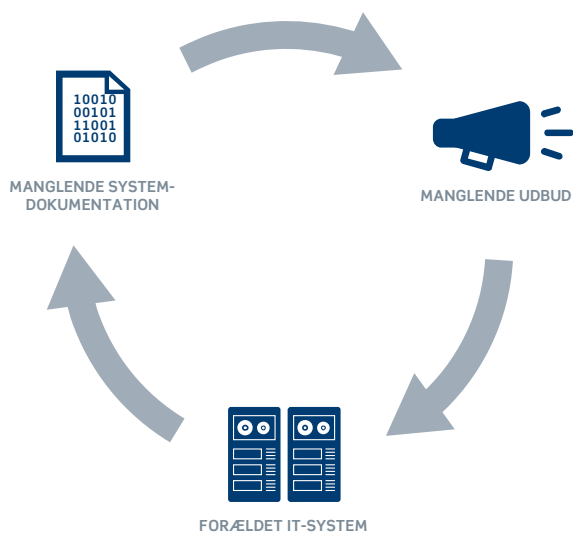 10010
00101
11001
01010
MANGLENDE SYSTEM-
DOKUMENTATION
MANGLENDE UDBUD
FORÆLDET IT-SYSTEM